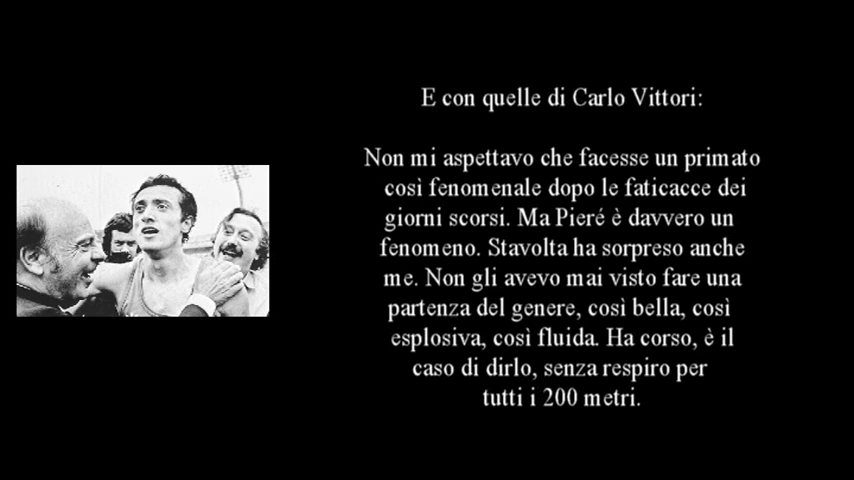 E con quelle di Carlo Vittori:
Non mi aspettavo che facesse un primato
così fenomenale dopo le faticacce dei
giorni scorsi. Ma Pieré è davvero un
fenomeno. Stavolta ha sorpreso anche
me. Non gli avevo mai visto fare una
partenza del genere, così bella, così
esplosiva, così fluida. Ha corso, è il
caso di dirlo, senza respiro per
tutti i 200 metri.